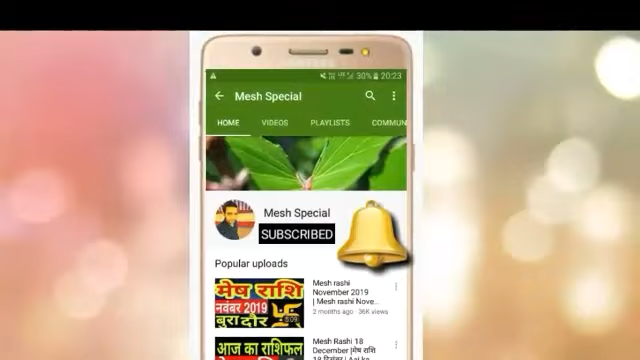 SAMSUNG
30% 20:23
Mesh Special
HOME VIDEOS PLAYLISTS COMMUN
Mesh Special
SUBSCRIBED
Popular uploads
मेष राशि
नवंबर 2019
बुरा दौर
Mesh rashi
November 2019
| Mesh rashi Nove...
2 months ago · 36K views
आज का राशिफल
Mesh Rashi 18
December |मेष राशि